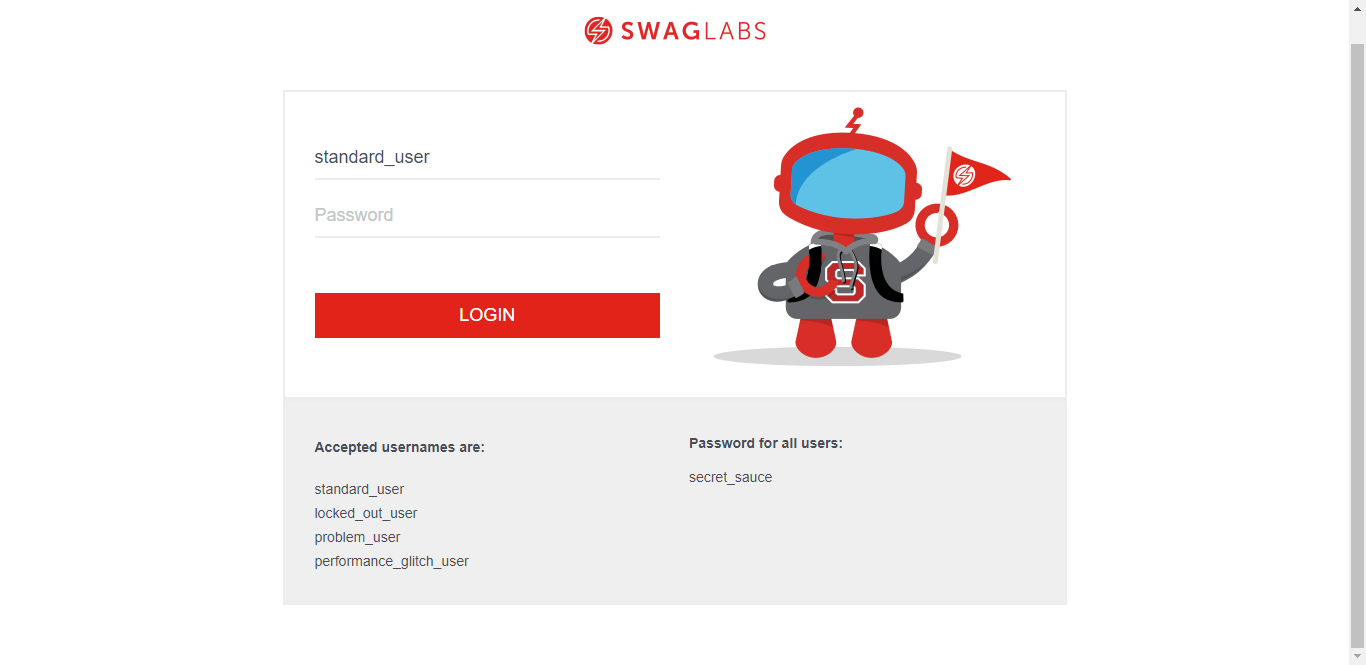 SWAGLABS
standard_user
Password
LOGIN
Accepted usernames are:
standard_user
locked_out_user
problem_user
performance_glitch_user
Password for all users:
secret_sauce
S